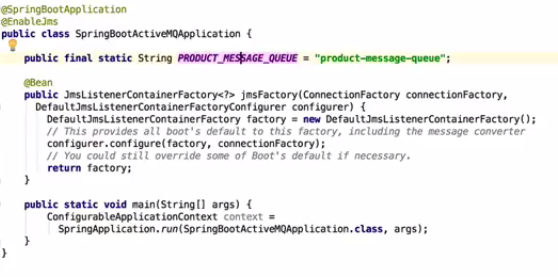 @SpringBootApplication
@EnableJms
public class SpringBootActiveMQApplication {
public final static String PRODUCT_MESSAGE_QUEUE = "product-message-queue";
@Bean
public JmsListenerContainerFactory<?> jmsFactory(ConnectionFactory connectionFactory,
DefaultJmsListenerContainerFactoryConfigurer configurer) {
DefaultJmsListenerContainerFactory factory = new DefaultJmsListenerContainerFactory();
// This provides all boot's default to this factory, including the message converter
configurer.configure(factory, connectionFactory);
// You could still override some of Boot's default if necessary.
return factory;
}
public static void main(String[] args) {
ConfigurableApplicationContext context =
SpringApplication.run(SpringBootActiveMQApplication.class, args);
}
}